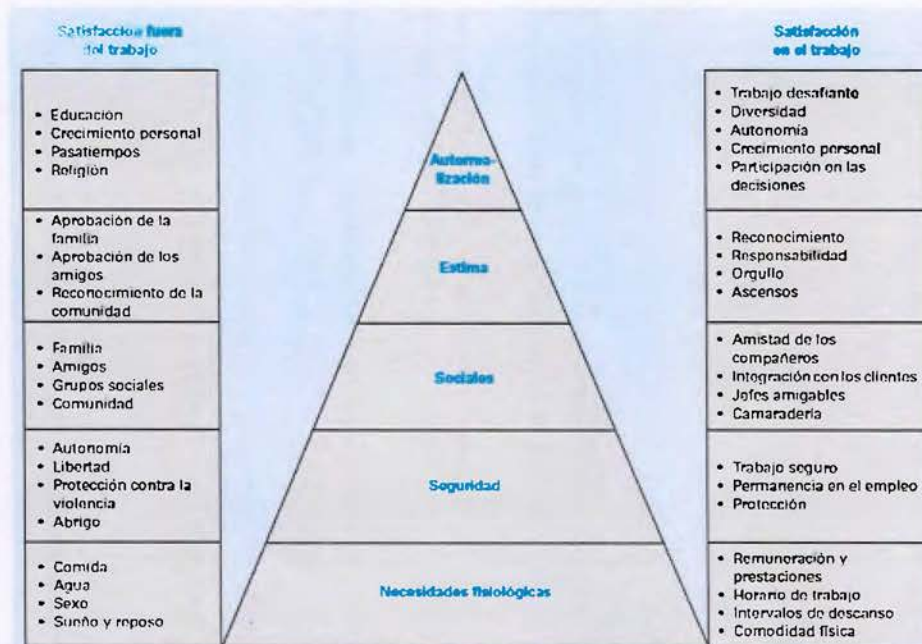 Satisfacción fuera
del trabajo
Satisfacción
en el trabajo
• Educación
• Crecimiento personal
• Pasatiempos
• Religión
Autorrea-
lización
• Trabajo desafiante
• Diversidad
• Autonomía
• Crecimiento personal
• Participación en las
decisiones
• Aprobación de la
familia
• Aprobación de los
amigos
• Reconocimiento de la
comunidad
Estima
• Reconocimiento
• Responsabilidad
• Orgullo
• Ascensos
• Familia
• Amigos
• Grupos sociales
• Comunidad
Sociales
• Amistad de los
compañeros
• Integración con los clientes
• Jefes amigables
• Camaradería
• Autonomía
• Libertad
• Protección contra la
violencia
• Abrigo
Seguridad
• Trabajo seguro
• Permanencia en el empleo
• Protección
• Comida
• Agua
• Sexo
• Sueño y reposo
Necesidades fisiológicas
• Remuneración y
prestaciones
• Horario de trabajo
• Intervalos de descanso
• Comodidad física